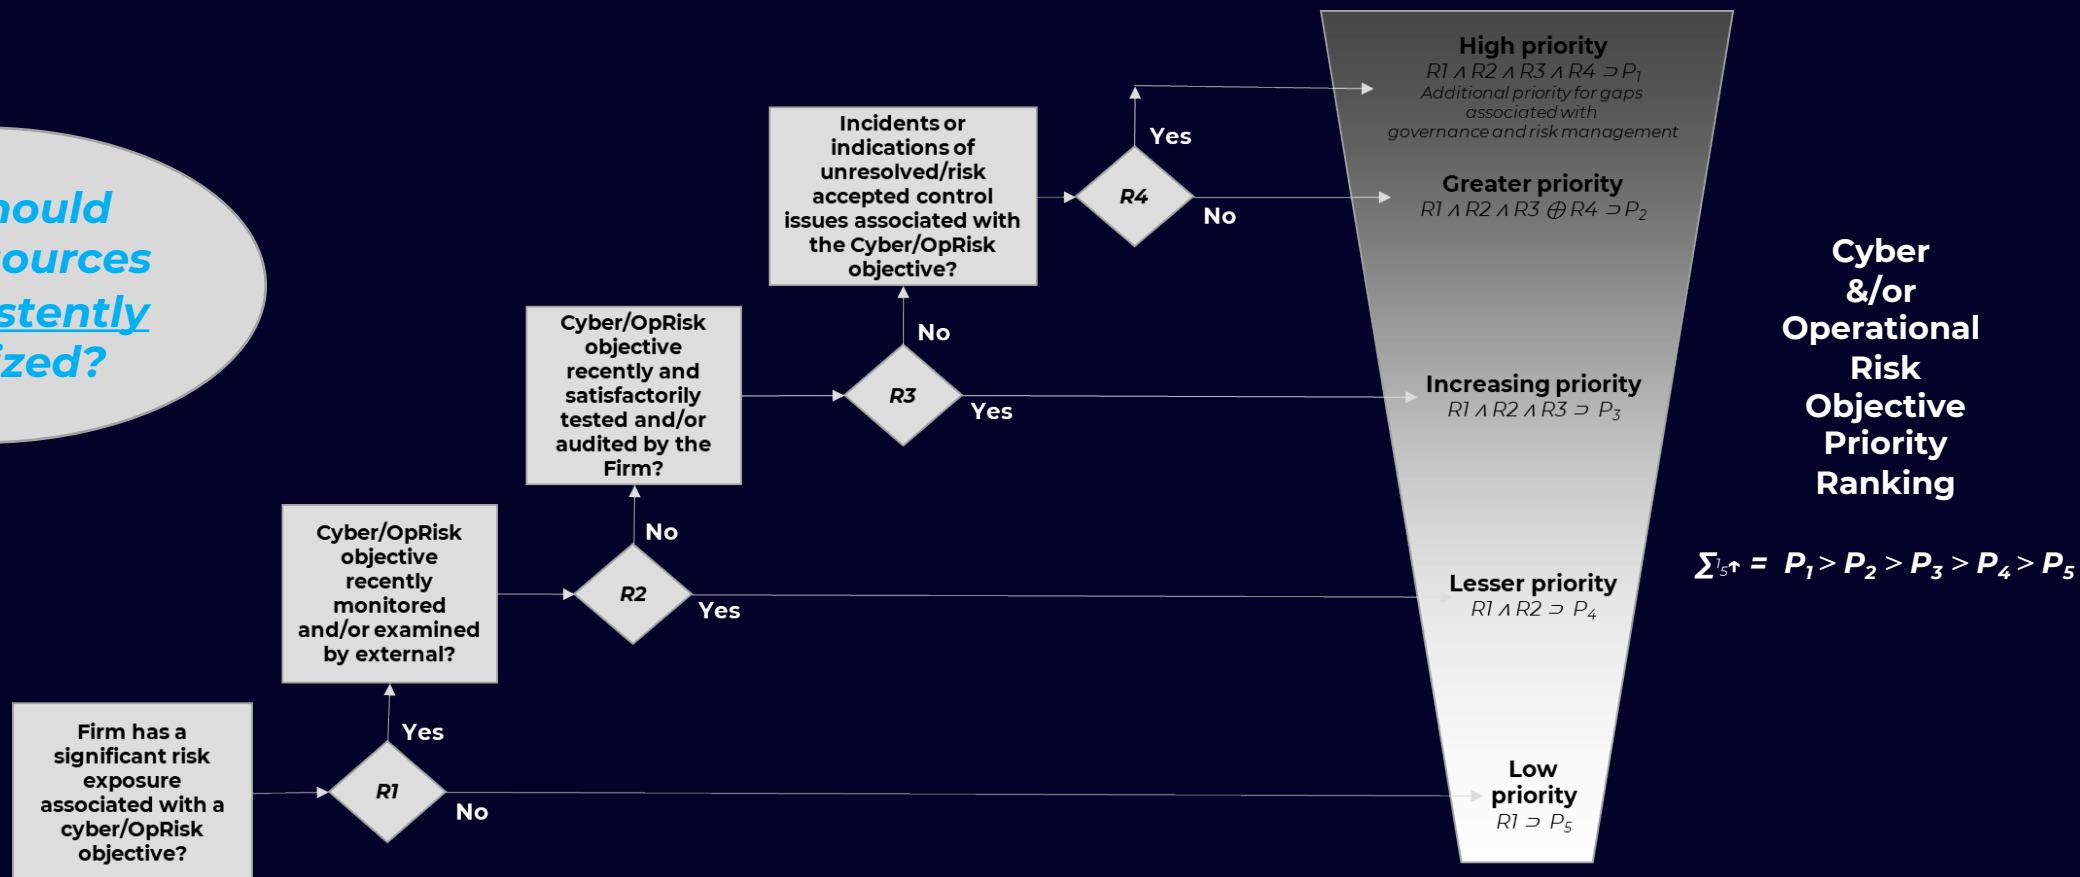 hould
ources
stently
ized?
Firm has a
significant risk
exposure
associated with a
cyber/OpRisk
objective?
R1
Yes
No
Cyber/OpRisk
objective
recently
monitored
and/or examined
by external?
R2
No
Yes
Cyber/OpRisk
objective
recently and
satisfactorily
tested and/or
audited by the
Firm?
R3
No
Yes
Incidents or
indications of
unresolved/risk
accepted control
issues associated with
the Cyber/OpRisk
objective?
R4
Yes
No
High priority
R1 ∧ R2 ∧ R3 ∧ R4 ⊃ P₁
Additional priority for gaps
associated with
governance and risk management
Greater priority
R1 ∧ R2 ∧ R3 ⊕ R4 ⊃ P₂
Increasing priority
R1 ∧ R2 ∧ R3 ⊃ P₃
Lesser priority
R1 ∧ R2 ⊃ P₄
Low
priority
R1 ⊃ P₅
Cyber
&/or
Operational
Risk
Objective
Priority
Ranking
∑¹₅↑ = P₁ > P₂ > P₃ > P₄ > P₅